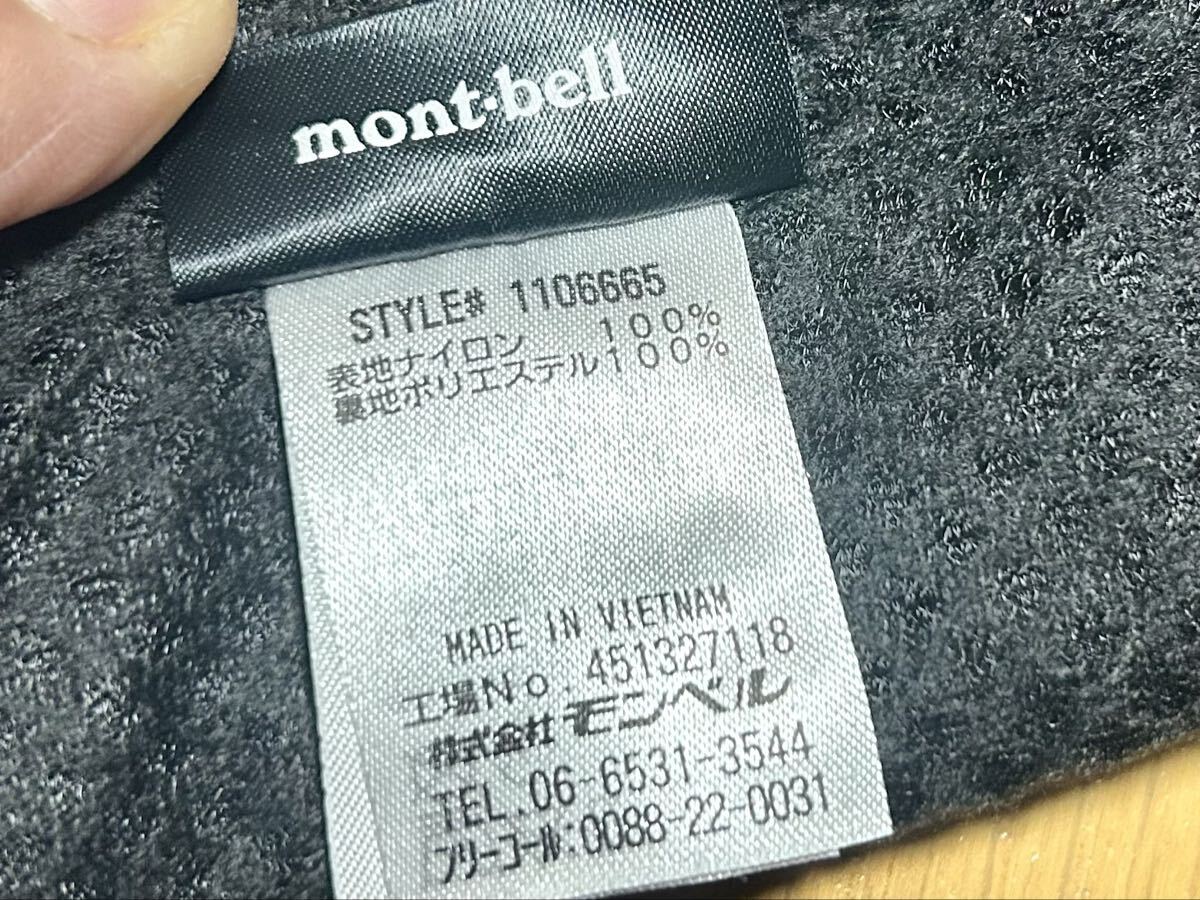 mont-bell
STYLE# 1106665
表地ナイロン 100%
裏地ポリエステル100%
MADE IN VIETNAM
工場No.451327118
株式会社モンベル
TEL.06-6531-3544
フリーコール:0088-22-0031